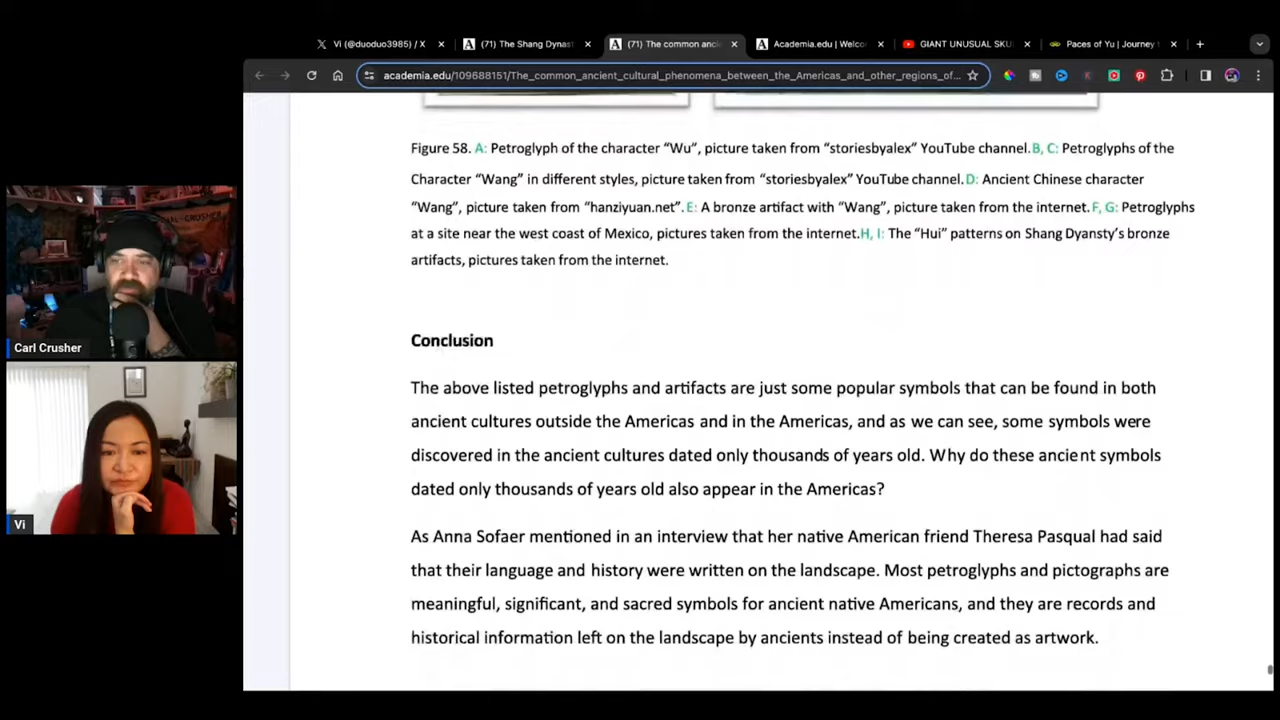 Vi (@duoduo3985) / X
(71) The Shang Dynast
(71) The common anci
Academia.edu | Welco
GIANT UNUSUAL SKU
Paces of Yu | Journey t
academia.edu/109688151/The_common_ancient_cultural_phenomena_between_the_Americas_and_other_regions_of...
Figure 58. A: Petroglyph of the character “Wu”, picture taken from “storiesbyalex” YouTube channel.B, C: Petroglyphs of the
Character “Wang” in different styles, picture taken from “storiesbyalex” YouTube channel.D: Ancient Chinese character
“Wang”, picture taken from “hanziyuan.net”.E: A bronze artifact with “Wang”, picture taken from the internet.F, G: Petroglyphs
at a site near the west coast of Mexico, pictures taken from the internet.H, I: The “Hui” patterns on Shang Dyansty’s bronze
artifacts, pictures taken from the internet.
Carl Crusher
Conclusion
The above listed petroglyphs and artifacts are just some popular symbols that can be found in both
ancient cultures outside the Americas and in the Americas, and as we can see, some symbols were
discovered in the ancient cultures dated only thousands of years old. Why do these ancient symbols
dated only thousands of years old also appear in the Americas?
Vi
As Anna Sofaer mentioned in an interview that her native American friend Theresa Pasqual had said
that their language and history were written on the landscape. Most petroglyphs and pictographs are
meaningful, significant, and sacred symbols for ancient native Americans, and they are records and
historical information left on the landscape by ancients instead of being created as artwork.